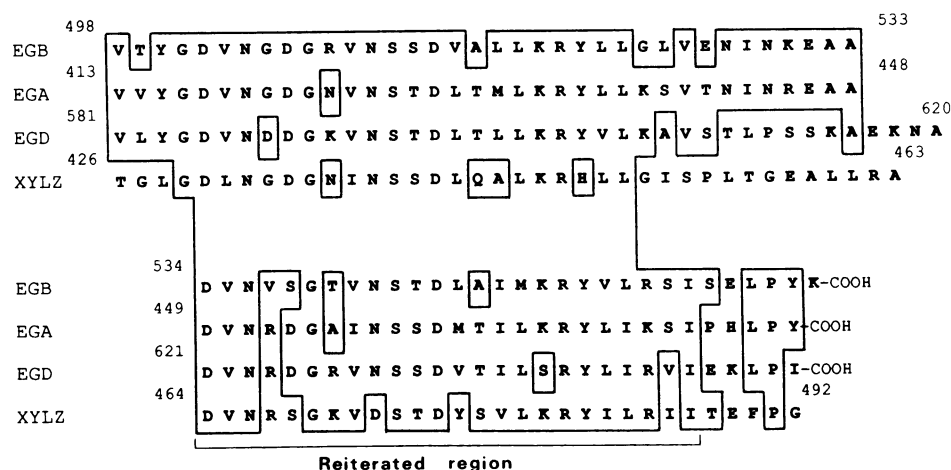 498 533
EGB V T Y G D V N G D G R V N S S D V A L L K R Y L L G L V E N I N K E A A
413 448
EGA V V Y G D V N G D G N V N S T D L T M L K R Y L L K S V T N I N R E A A
581 620
EGD V L Y G D V N D D G K V N S T D L T L L K R Y V L K A V S T L P S S K A E K N A
426 463
XYLZ T G L G D L N G D G N I N S S D L Q A L K R H L L G I S P L T G E A L L R A
534
EGB D V N V S G T V N S T D L A I M K R Y V L R S I S E L P Y K-COOH
449
EGA D V N R D G A I N S S D M T I L K R Y L I K S I P H L P Y-COOH
621
EGD D V N R D G R V N S S D V T I L S R Y L I R V I E K L P I-COOH
464 492
XYLZ D V N R S G K V D S T D Y S V L K R Y I L R I I T E F P G
Reiterated region